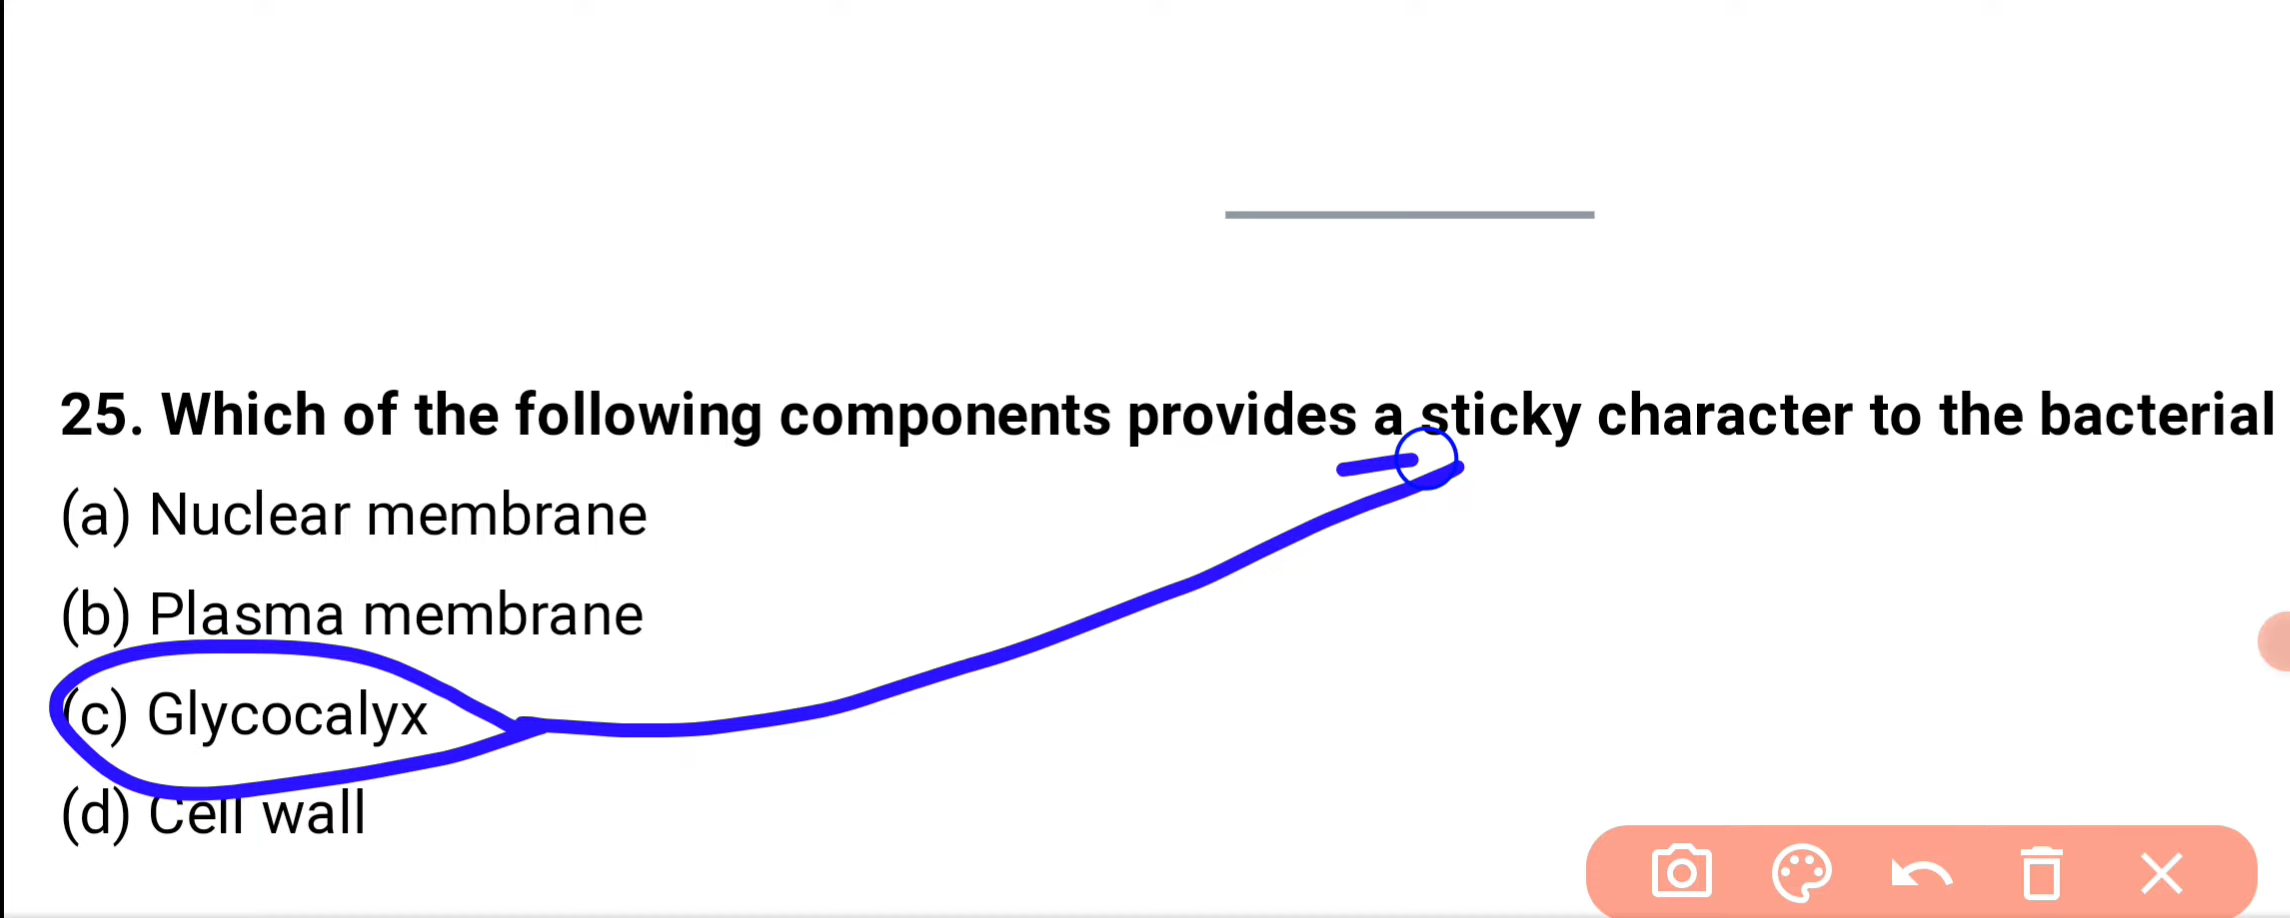 25. Which of the following components provides a sticky character to the bacterial
(a) Nuclear membrane
(b) Plasma membrane
(c) Glycocalyx
(d) Cell wall